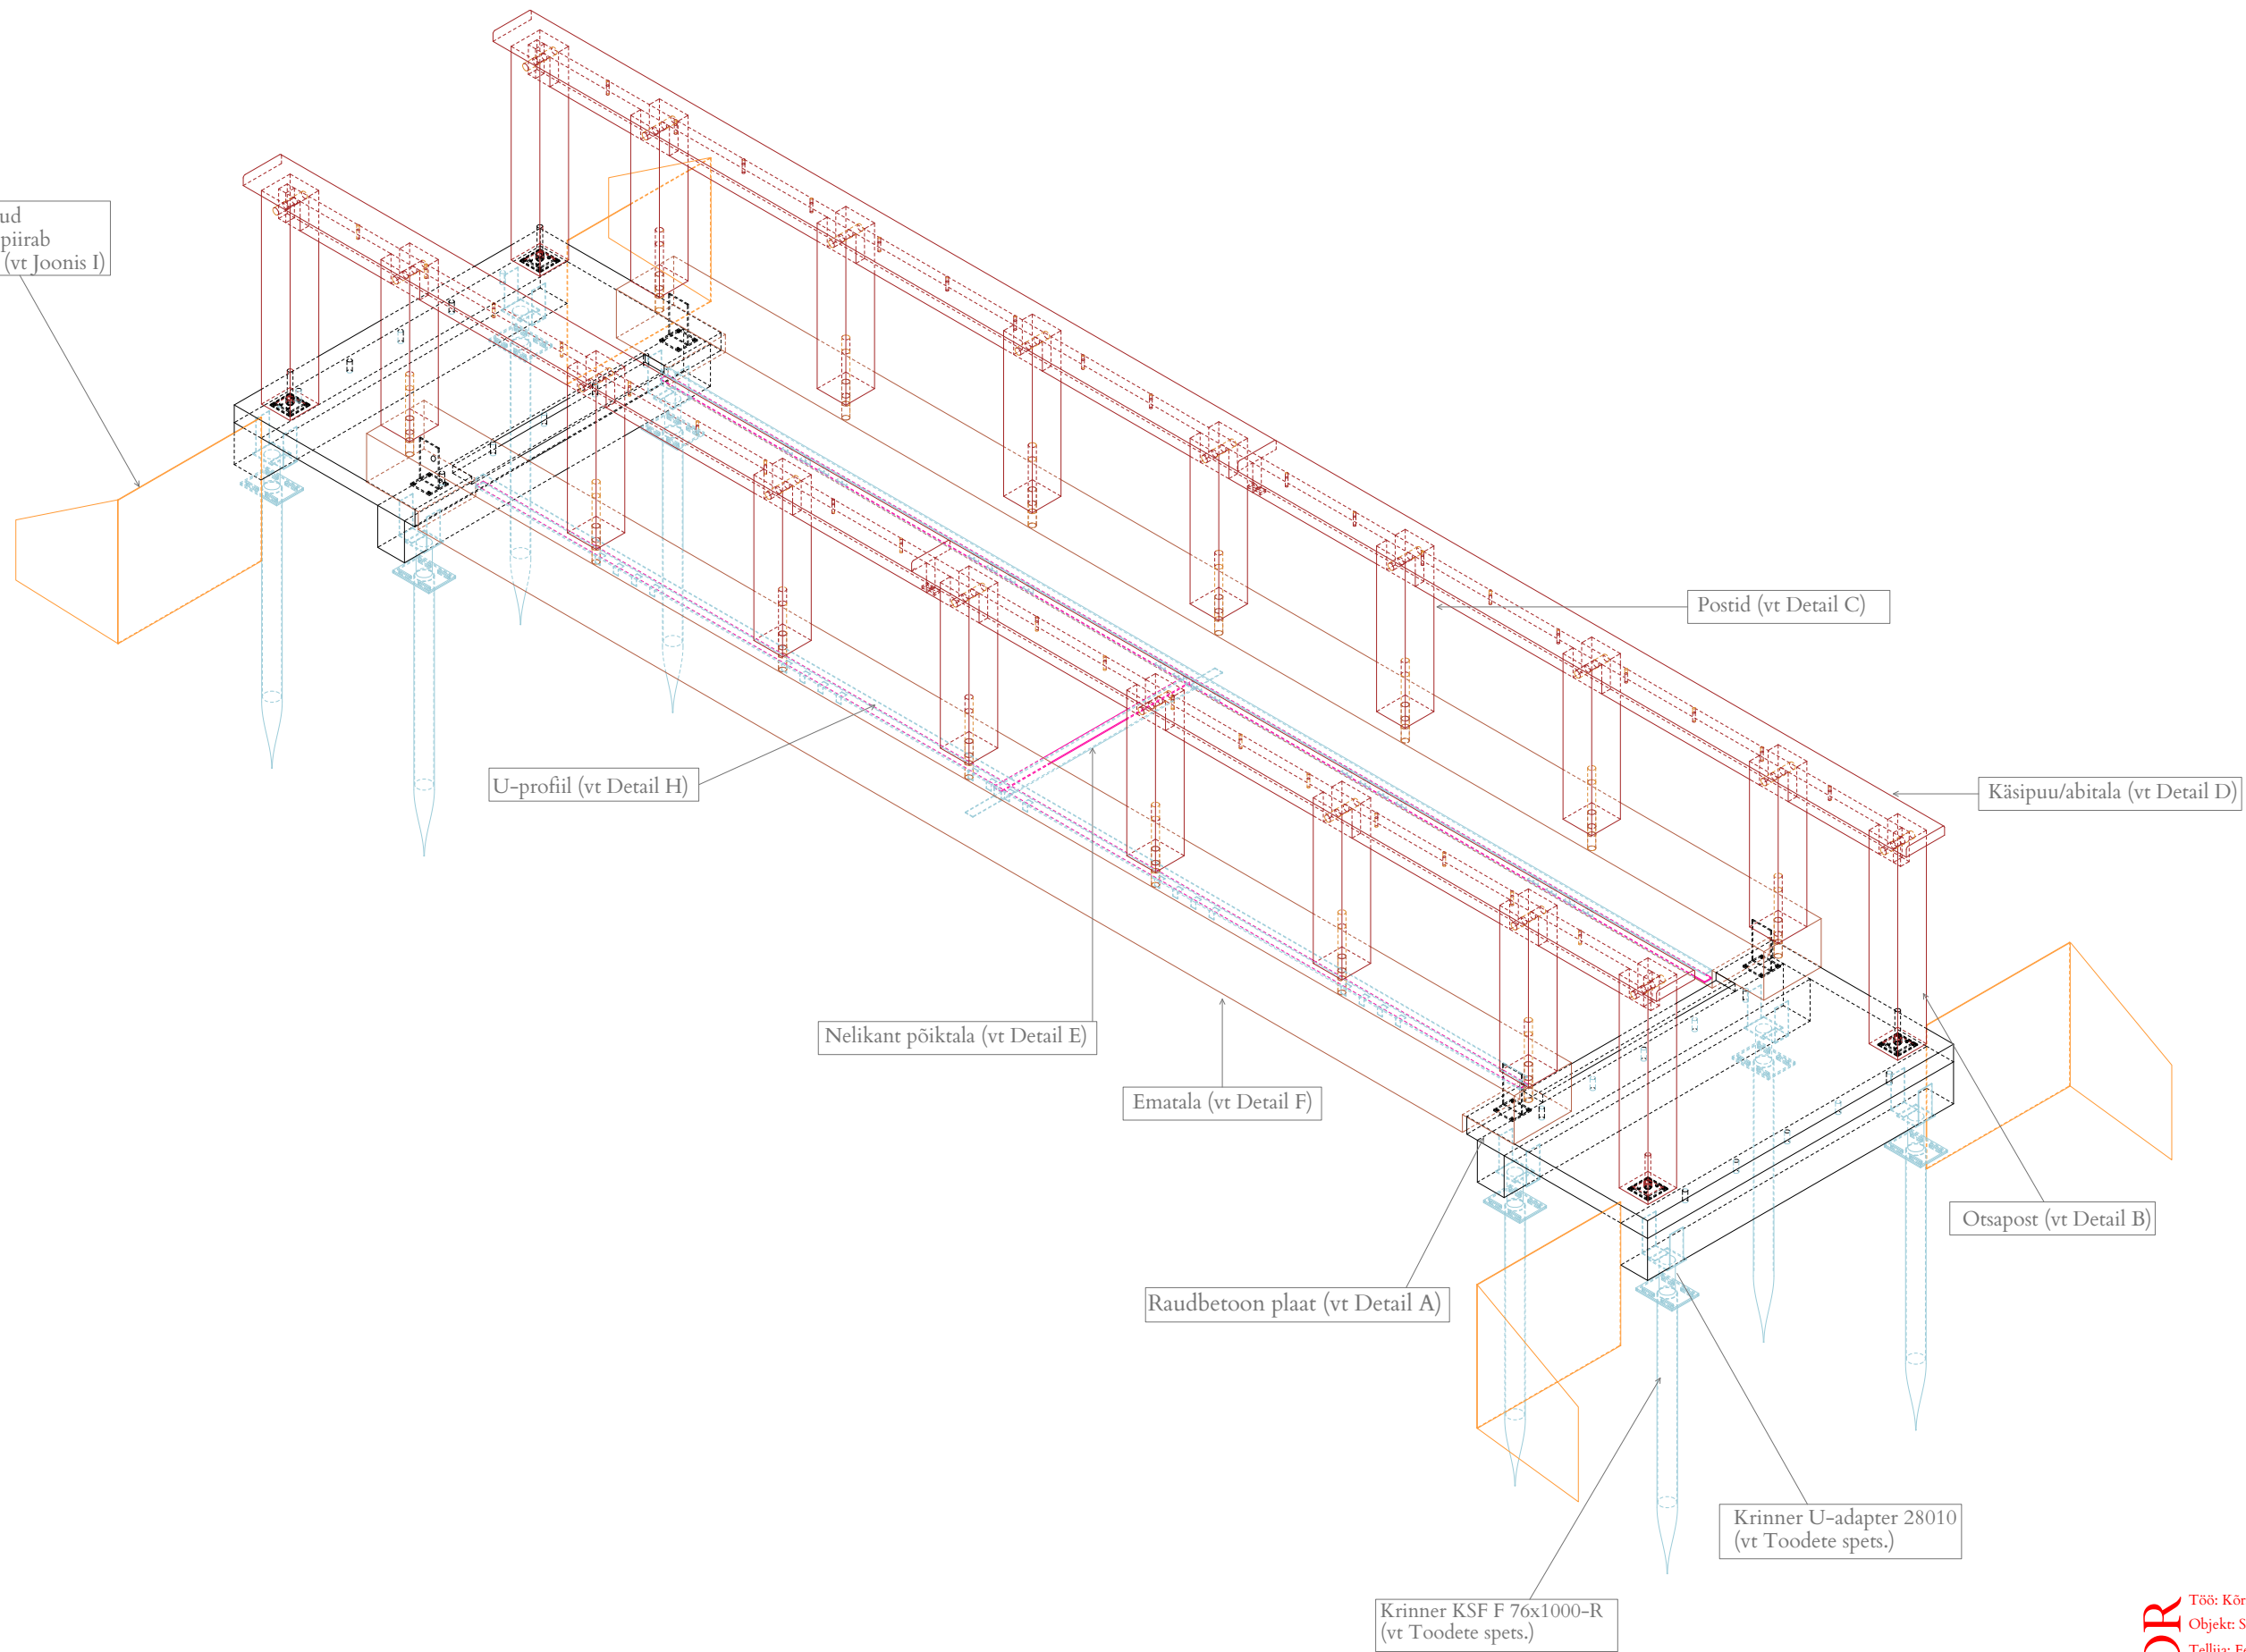 piirab
(vt Joonis I)
Postid (vt Detail C)
U-profiil (vt Detail H)
Käsipuu/abitala (vt Detail D)
Nelikant põiktala (vt Detail E)
Ematala (vt Detail F)
Otsapost (vt Detail B)
Raudbetoon plaat (vt Detail A)
Krinner U-adapter 28010
(vt Toodete spets.)
Krinner KSF F 76x1000-R
(vt Toodete spets.)
Töö:
Objekt: